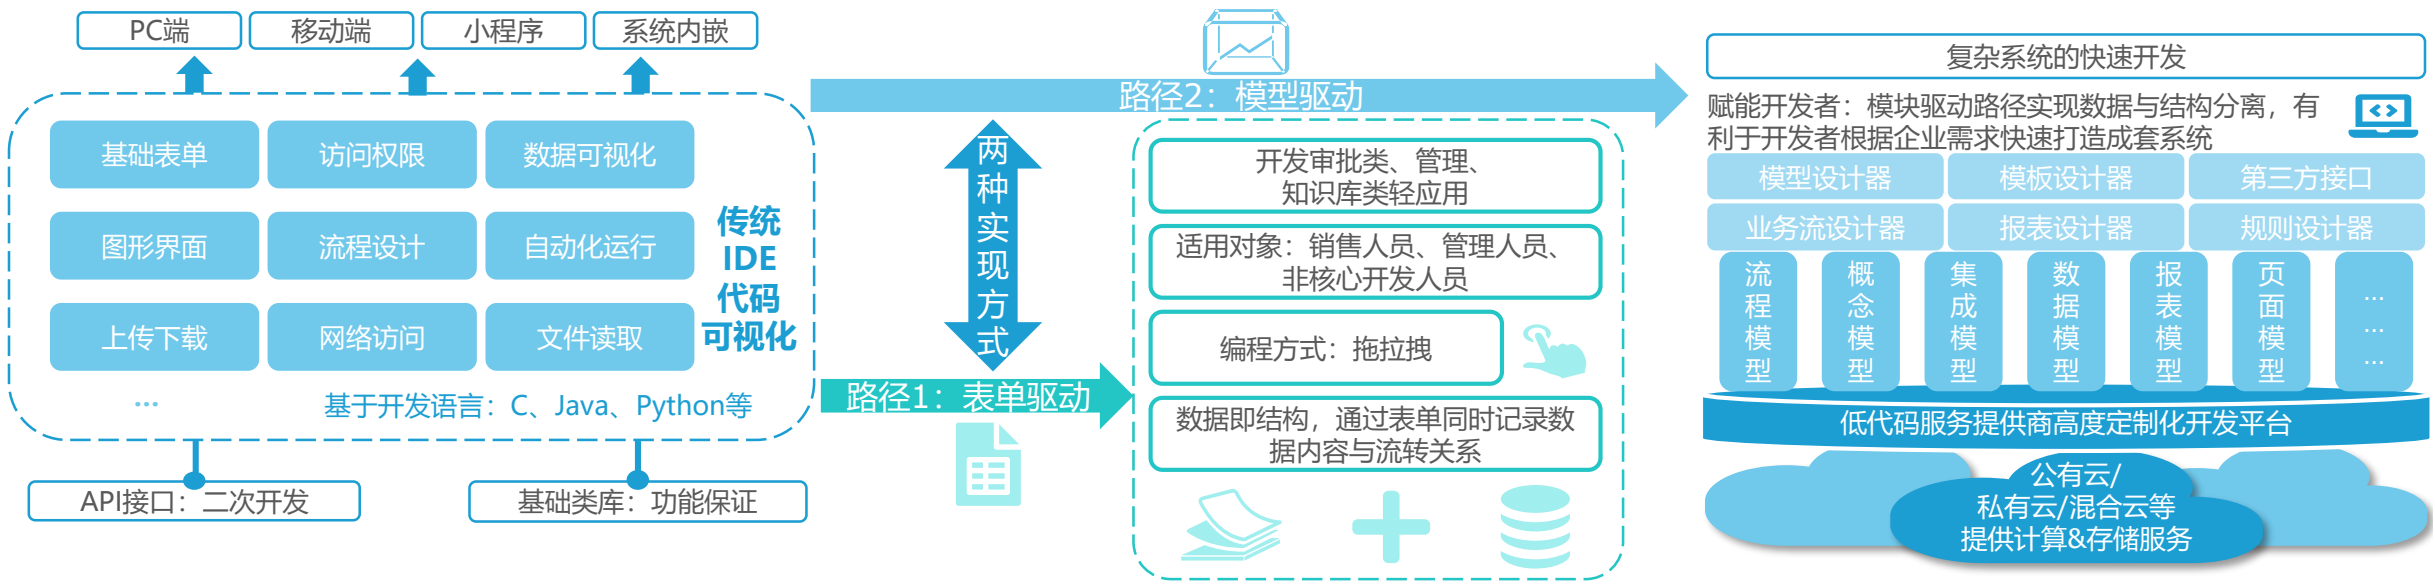 PC端
移动端
小程序
系统内嵌
基础表单
访问权限
数据可视化
图形界面
流程设计
自动化运行
上传下载
网络访问
文件读取
...
传统
IDE
代码
可视化
基于开发语言：C、Java、Python等
API接口：二次开发
基础类库：功能保证
路径2：模型驱动
两种实现方式
路径1：表单驱动
开发审批类、管理、
知识库类轻应用
适用对象：销售人员、管理人员、
非核心开发人员
编程方式：拖拉拽
数据即结构，通过表单同时记录数
据内容与流转关系
复杂系统的快速开发
赋能开发者：模块驱动路径实现数据与结构分离，有
利于开发者根据企业需求快速打造成套系统
模型设计器
模板设计器
第三方接口
业务流设计器
报表设计器
规则设计器
流程模型
概念模型
集成模型
数据模型
报表模型
页面模型
...
...
...
低代码服务提供商高度定制化开发平台
公有云/
私有云/混合云等
提供计算&存储服务